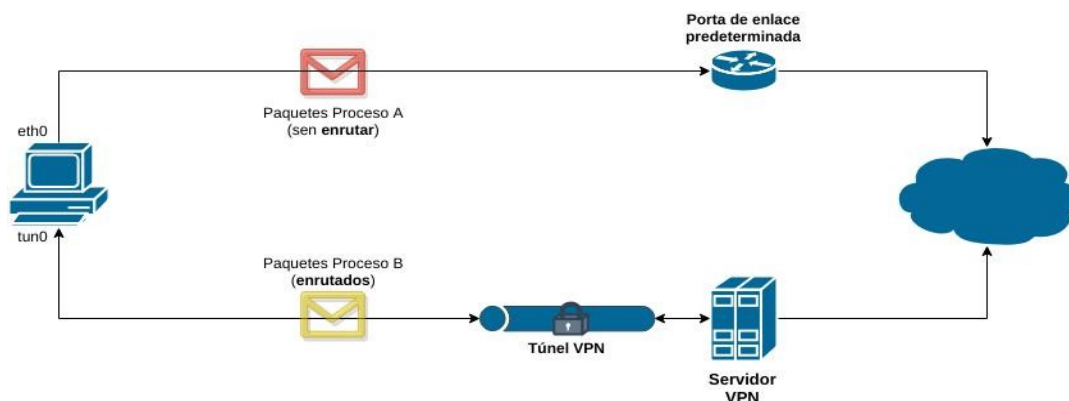 Porta de enlace
predeterminada
Paquetes Proceso A
(sen enrutar)
eth0
tun0
Paquetes Proceso B
(enrutados)
Túnel VPN
Servidor
VPN